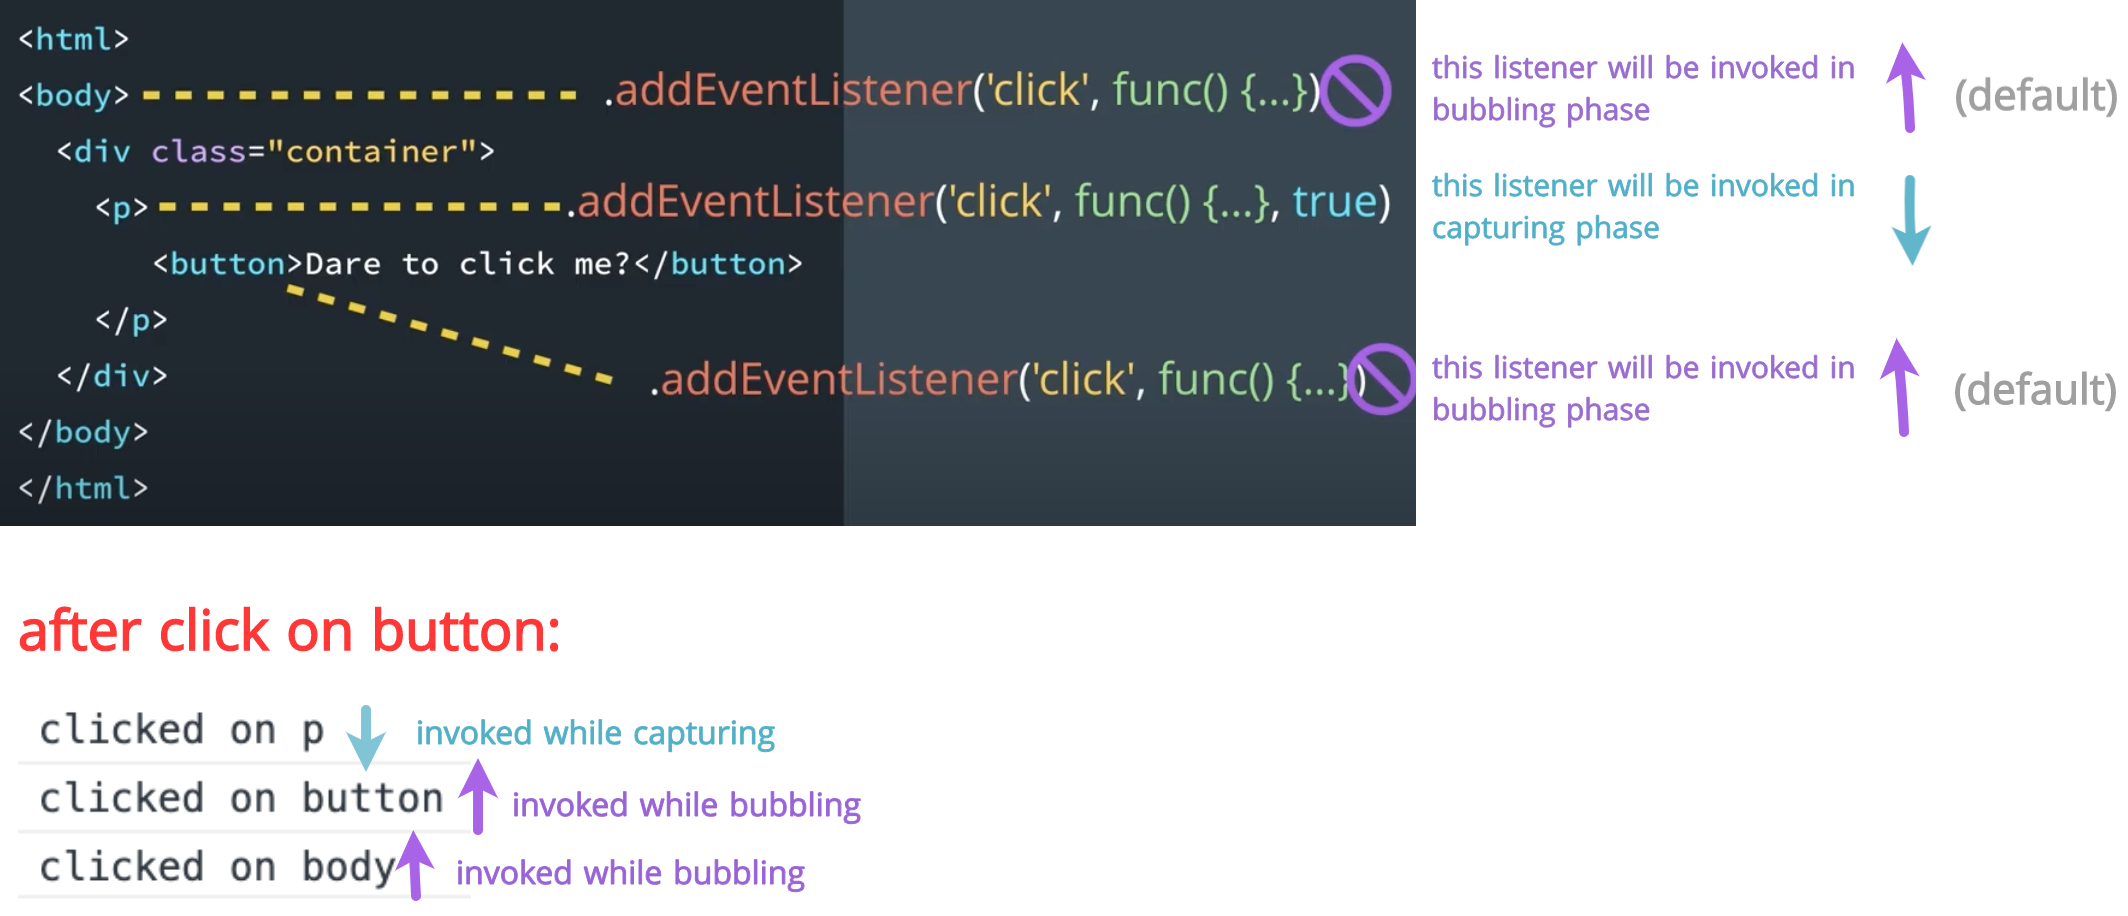 <html>
<body> .addEventListener('click', func() {...}) this listener will be invoked in
bubbling phase (default)
<div class="container">
<p> .addEventListener('click', func() {...}, true) this listener will be invoked in
capturing phase
<button>Dare to click me?</button>
</p>
</div> .addEventListener('click', func() {...}) this listener will be invoked in
bubbling phase (default)
</body>
</html>
after click on button:
clicked on p invoked while capturing
clicked on button invoked while bubbling
clicked on body invoked while bubbling